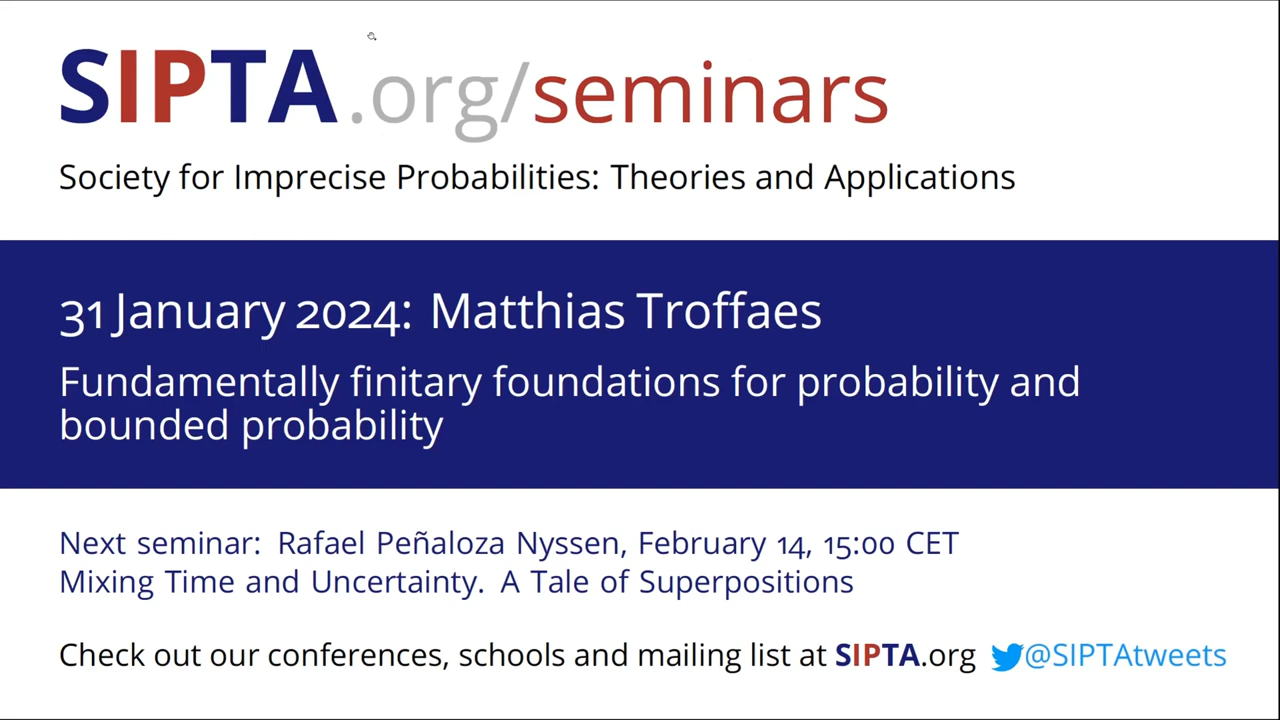 SIPTA.org/seminars
Society for Imprecise Probabilities: Theories and Applications
31 January 2024: Matthias Troffaes
Fundamentally finitary foundations for probability and
bounded probability
Next seminar: Rafael Peñaloza Nyssen, February 14, 15:00 CET
Mixing Time and Uncertainty. A Tale of Superpositions
Check out our conferences, schools and mailing list at SIPTA.org @SIPTAtweets